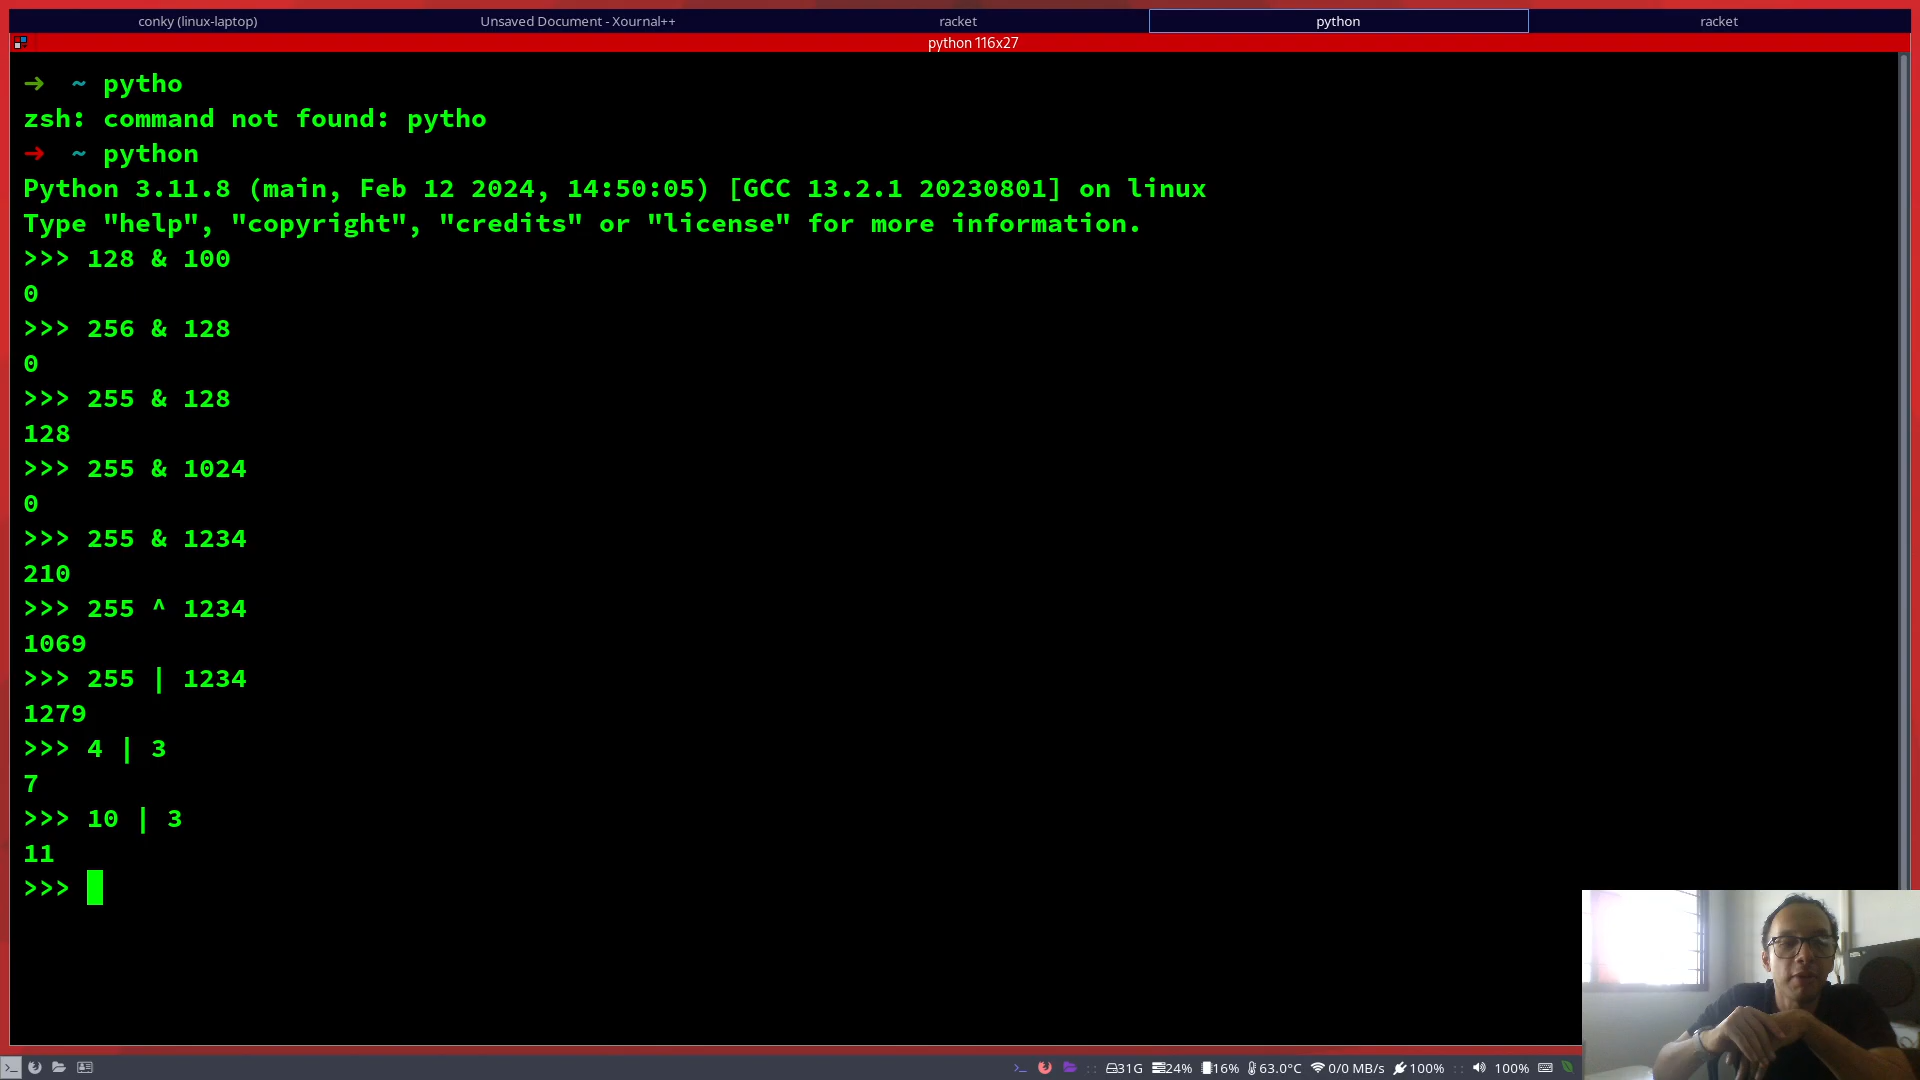 conky (linux-laptop) Unsaved Document - Xournal++ racket python racket
python 116x27
➜ ~ pytho
zsh: command not found: pytho
➜ ~ python
Python 3.11.8 (main, Feb 12 2024, 14:50:05) [GCC 13.2.1 20230801] on linux
Type "help", "copyright", "credits" or "license" for more information.
>>> 128 & 100
0
>>> 256 & 128
0
>>> 255 & 128
128
>>> 255 & 1024
0
>>> 255 & 1234
210
>>> 255 ^ 1234
1069
>>> 255 | 1234
1279
>>> 4 | 3
7
>>> 10 | 3
11
>>>
31G 24% 16% 63.0°C 0/0 MB/s 100% :: 100%